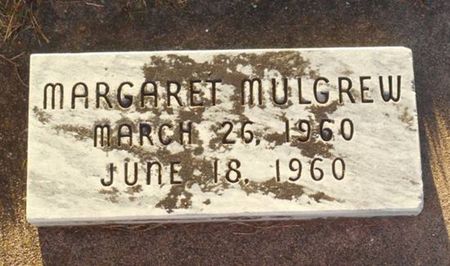 MARGARET MULGREW
MARCH 26, 1960
JUNE 18, 1960